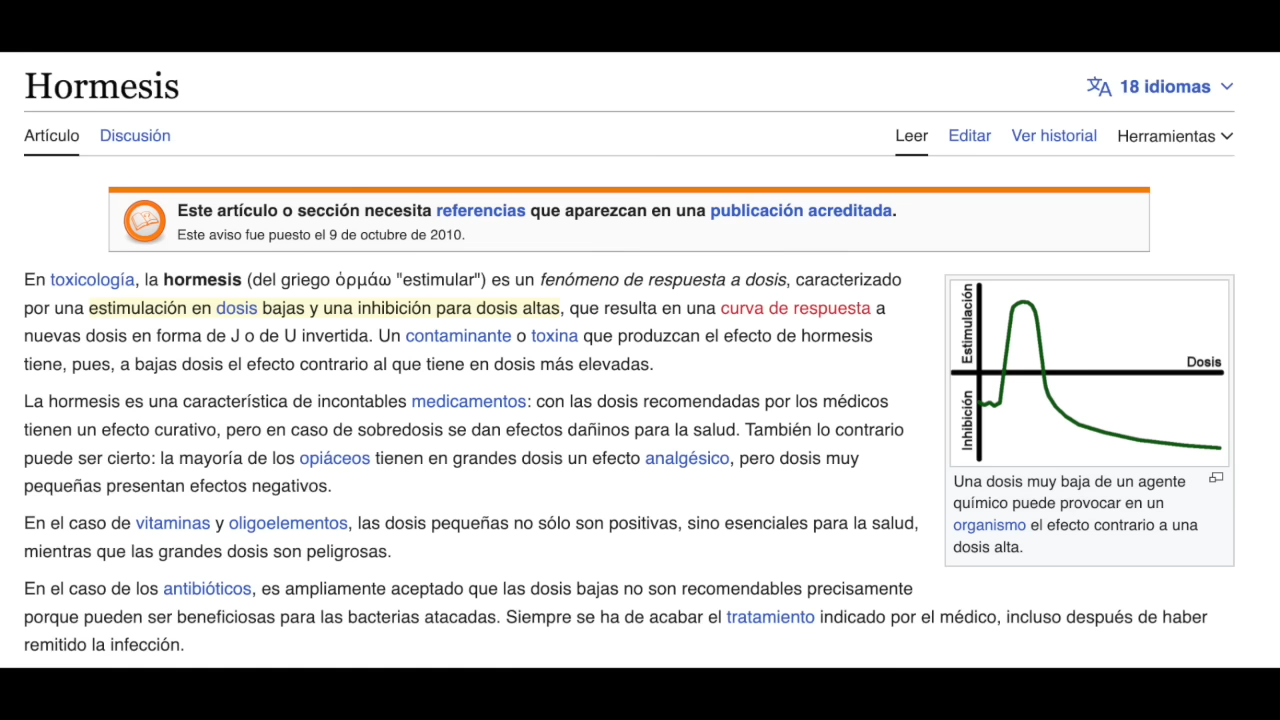 Hormesis
18 idiomas
Artículo
Discusión
Leer
Editar
Ver historial
Herramientas
Este artículo o sección necesita referencias que aparezcan en una publicación acreditada.
Este aviso fue puesto el 9 de octubre de 2010.
En toxicología, la hormesis (del griego ὁρμάω "estimular") es un fenómeno de respuesta a dosis, caracterizado
por una estimulación en dosis bajas y una inhibición para dosis altas, que resulta en una curva de respuesta a
nuevas dosis en forma de J o de U invertida. Un contaminante o toxina que produzcan el efecto de hormesis
tiene, pues, a bajas dosis el efecto contrario al que tiene en dosis más elevadas.
La hormesis es una característica de incontables medicamentos: con las dosis recomendadas por los médicos
tienen un efecto curativo, pero en caso de sobredosis se dan efectos dañinos para la salud. También lo contrario
puede ser cierto: la mayoría de los opiáceos tienen en grandes dosis un efecto analgésico, pero dosis muy
pequeñas presentan efectos negativos.
En el caso de vitaminas y oligoelementos, las dosis pequeñas no sólo son positivas, sino esenciales para la salud,
mientras que las grandes dosis son peligrosas.
En el caso de los antibióticos, es ampliamente aceptado que las dosis bajas no son recomendables precisamente
porque pueden ser beneficiosas para las bacterias atacadas. Siempre se ha de acabar el tratamiento indicado por el médico, incluso después de haber
remitido la infección.
Estimulación
Dosis
Inhibición
Una dosis muy baja de un agente
químico puede provocar en un
organismo el efecto contrario a una
dosis alta.